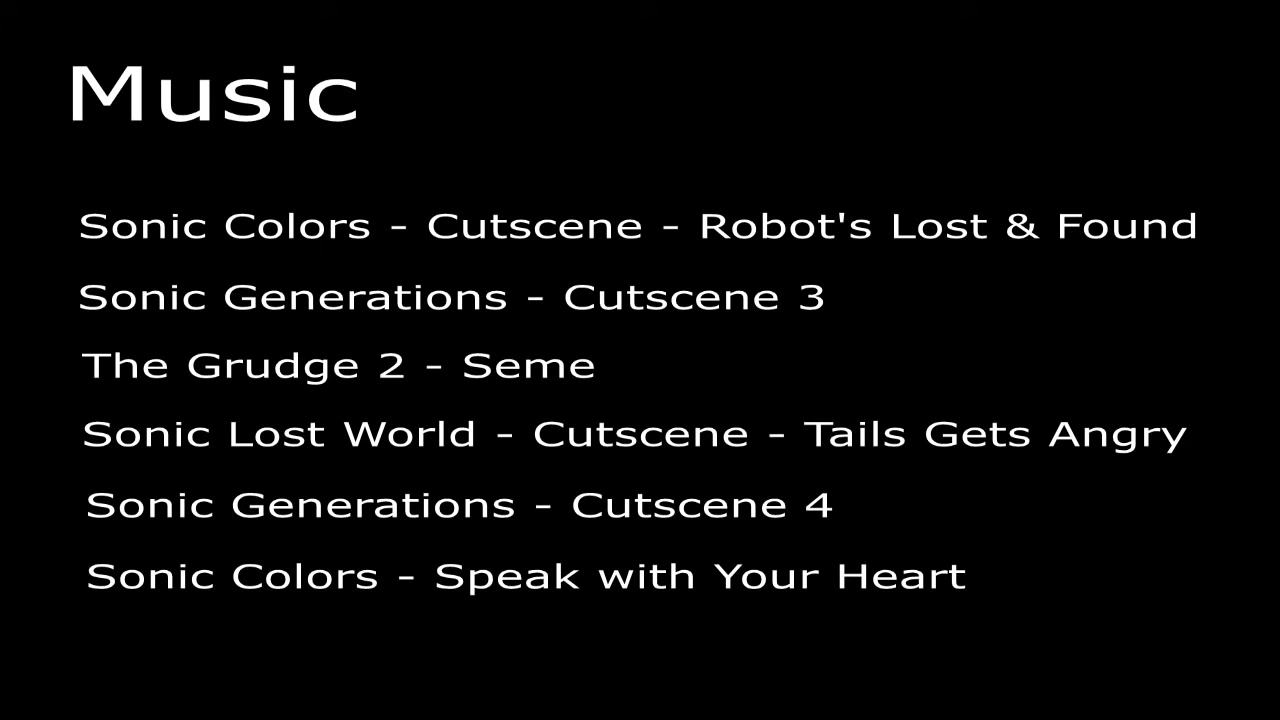 Music
Sonic Colors - Cutscene - Robot's Lost & Found
Sonic Generations - Cutscene 3
The Grudge 2 - Seme
Sonic Lost World - Cutscene - Tails Gets Angry
Sonic Generations - Cutscene 4
Sonic Colors - Speak with Your Heart